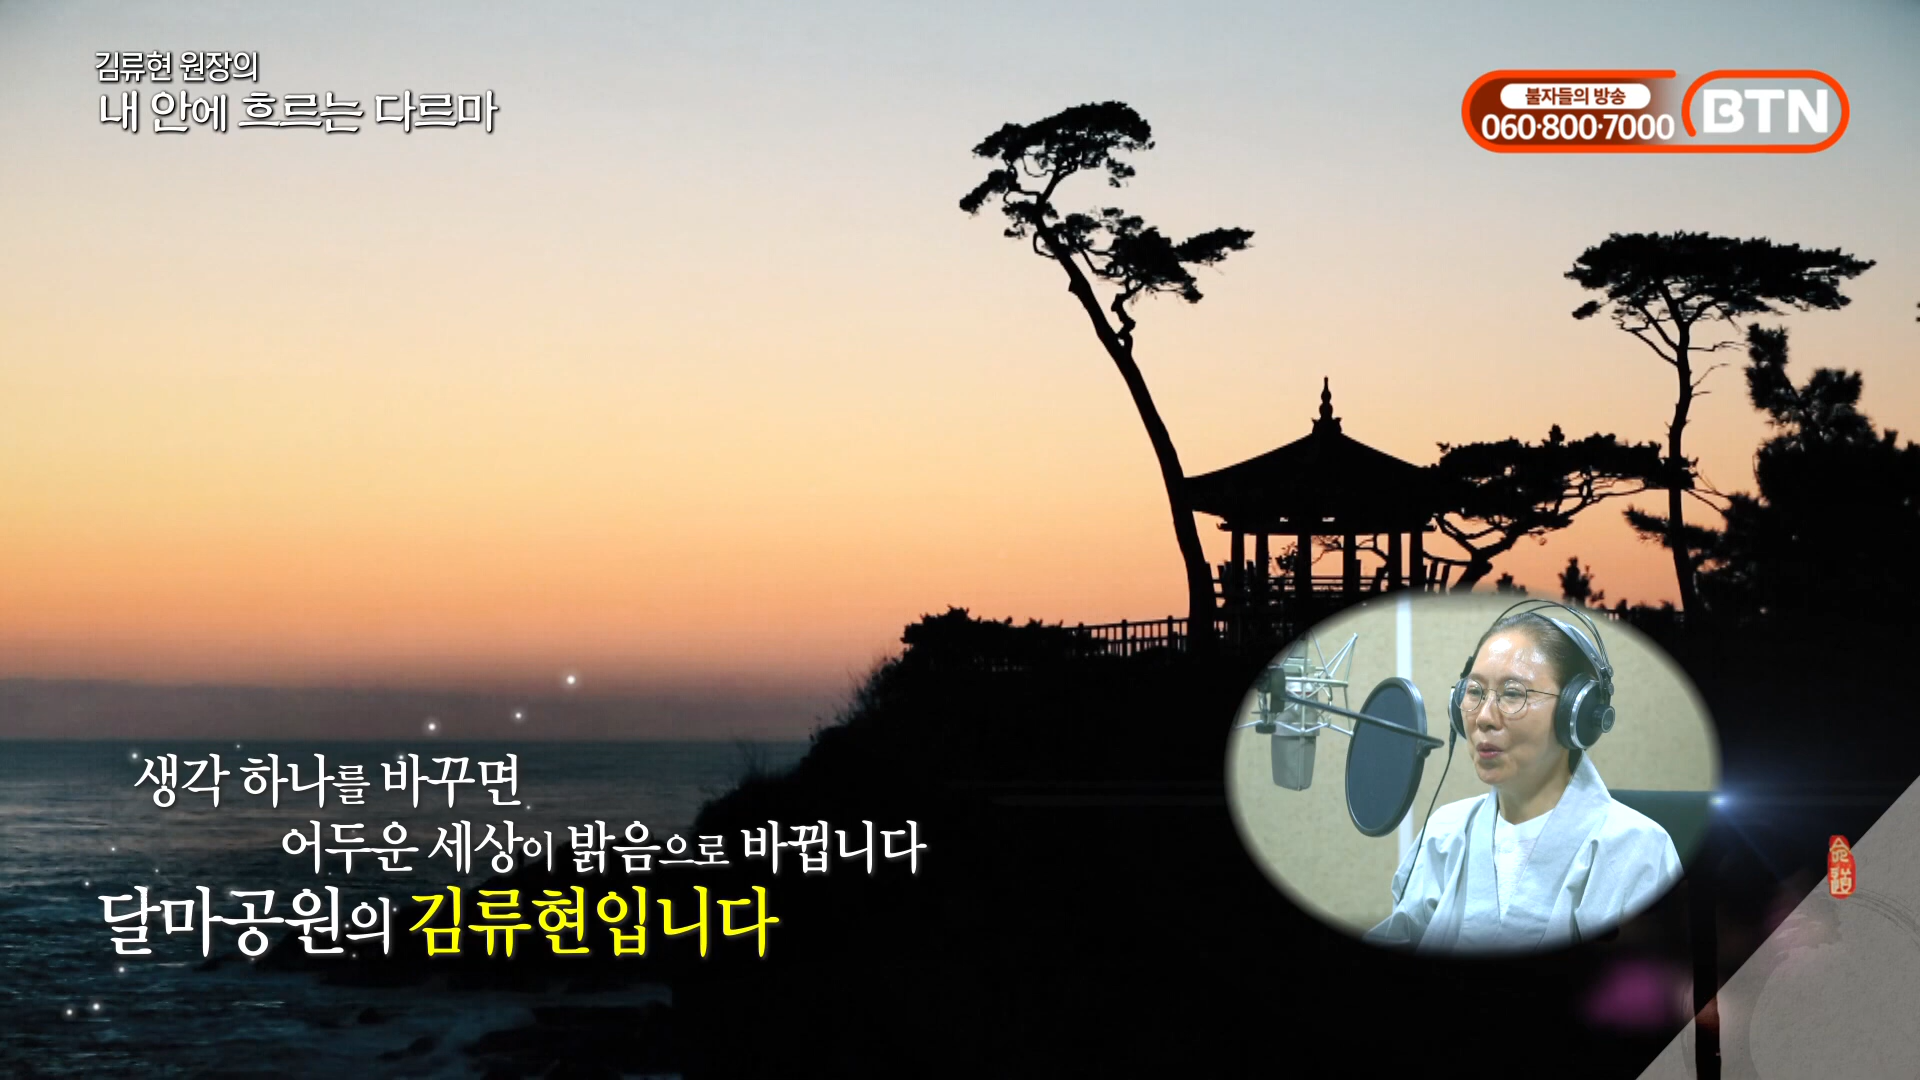 김류현 원장의
내 안에 흐르는 다르마
불자들의 방송
060·800·7000
BTN
생각 하나를 바꾸면
어두운 세상이 밝음으로 바뀝니다
달마공원의 김류현입니다